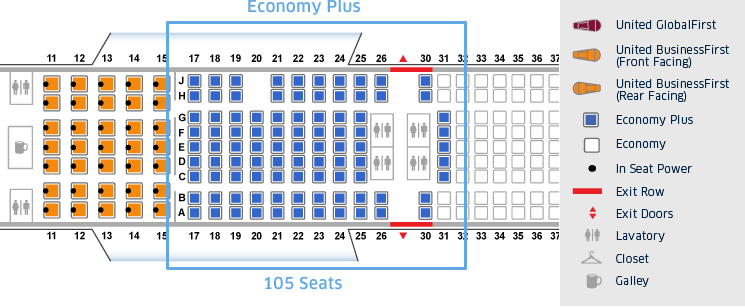 Economy Plus
11 12 13 14 15 17 18 19 20 21 22 23 24 25 26 30 31 32 33 34 35 36 37
J
H
G
F
E
D
C
B
A
11 12 13 14 15 17 18 19 20 21 22 23 24 25 26 30 31 32 33 34 35 36 37
105 Seats
United GlobalFirst
United BusinessFirst
(Front Facing)
United BusinessFirst
(Rear Facing)
Economy Plus
Economy
In Seat Power
Exit Row
Exit Doors
Lavatory
Closet
Galley